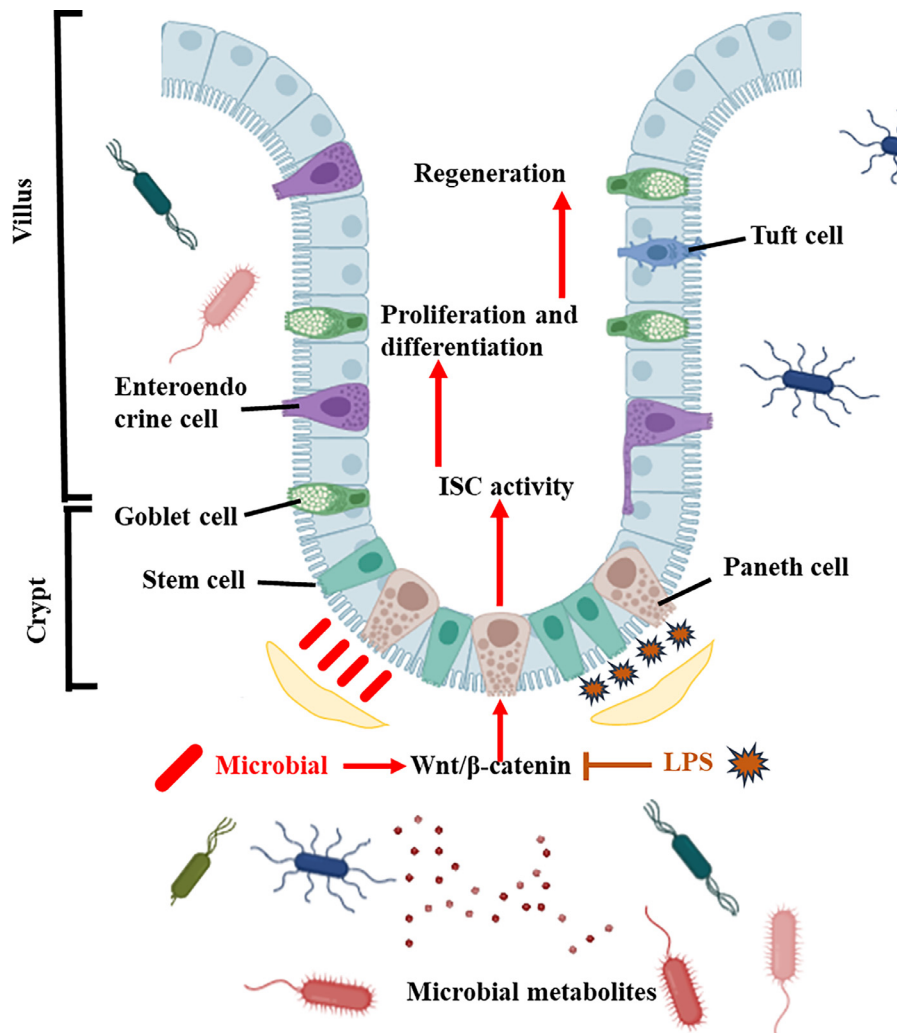 Villus
Regeneration
Tuft cell
Proliferation and
differentiation
Enteroendo
crine cell
ISC activity
Goblet cell
Crypt
Stem cell
Paneth cell
Microbial
Wnt/β-catenin
LPS
Microbial metabolites